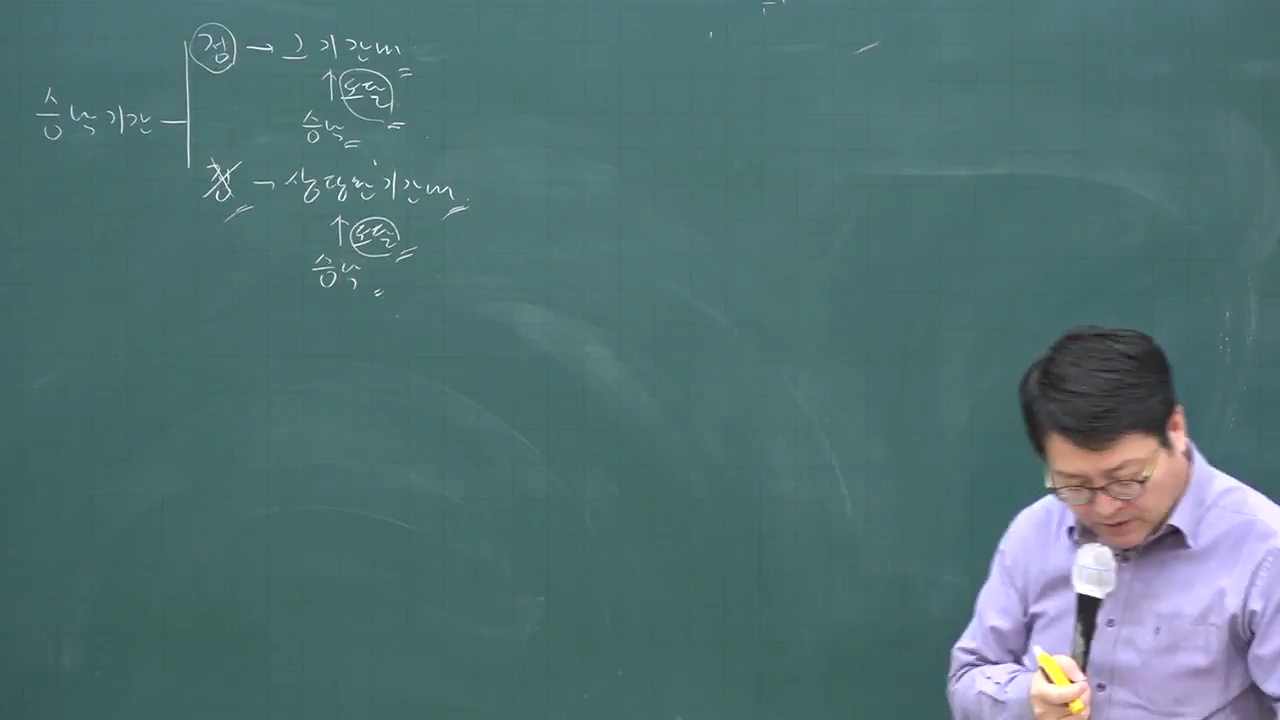 정 → 그 기간내
↑ 도달
승낙
승낙기간
정 → 상당한 기간내
↑ 도달
승낙